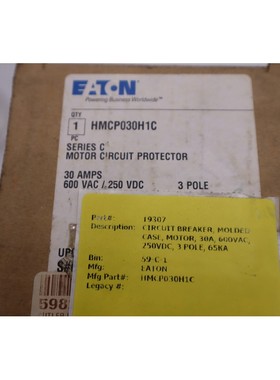 EATON
Powering Business Worldwide
QTY
1 HMCP030H1C
PC
SERIES C
MOTOR CIRCUIT PROTECTOR
30 AMPS
600 VAC / 250 VDC 3 POLE
Part#: 19307
Description: CIRCUIT BREAKER, MOLDED
CASE, MOTOR, 30A, 600VAC,
250VDC, 3 POLE, 65KA
Bin: 59-C-1
Mfg: EATON
Mfg Part#: HMCP030H1C
Legacy #:
UPC
598